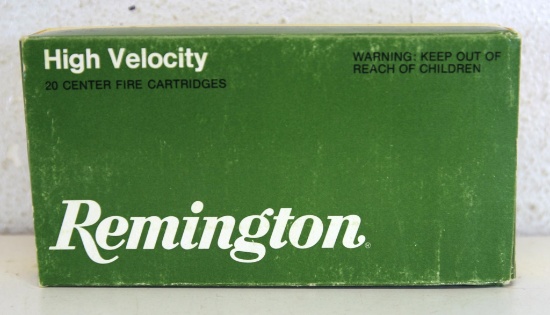 High Velocity
20 CENTER FIRE CARTRIDGES
WARNING: KEEP OUT OF
REACH OF CHILDREN
Remington®